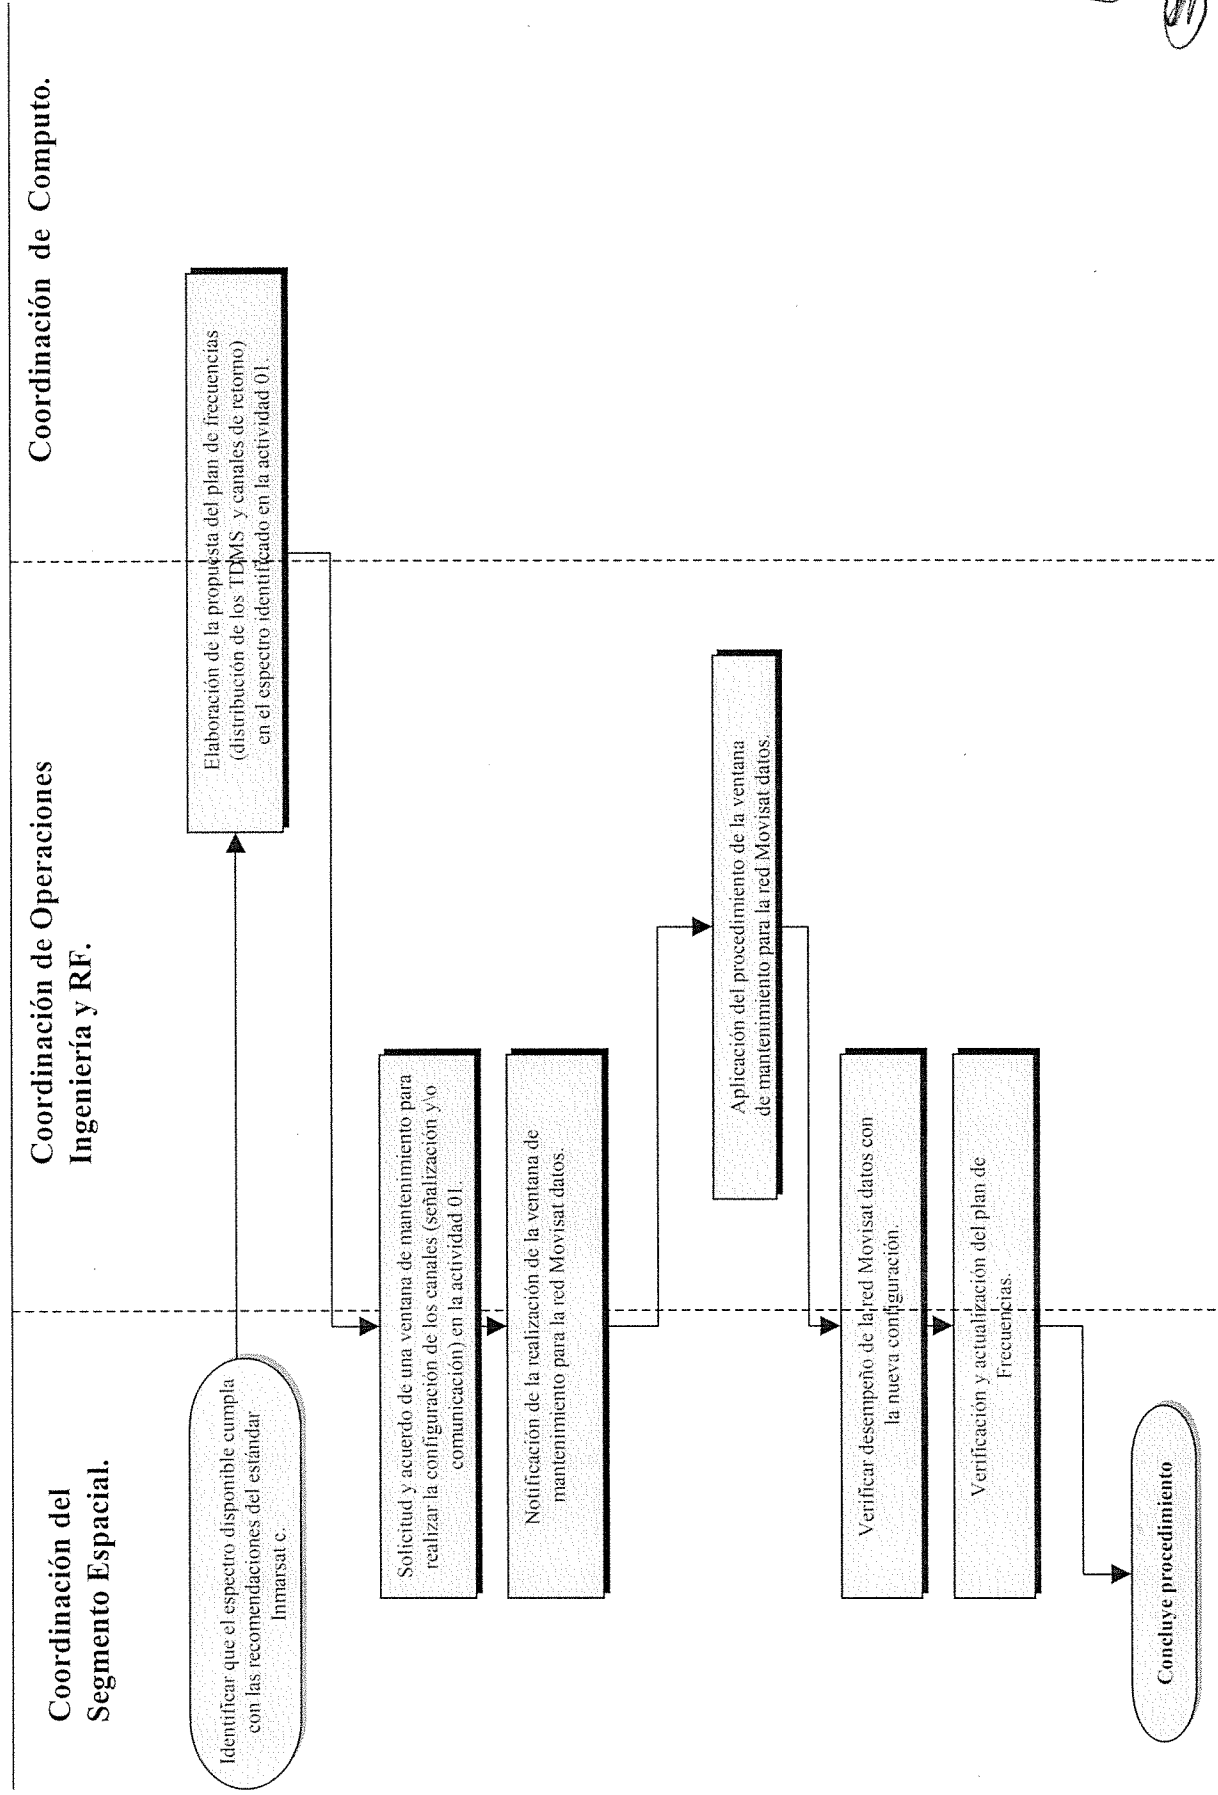 Coordinación del
Segmento Espacial.
Coordinación de Operaciones
Ingeniería y RF.
Coordinación de Computo.
Identificar que el espectro disponible cumpla
con las recomendaciones del estándar
Inmarsat c.
Elaboración de la propuesta del plan de frecuencias
(distribución de los TDMS y canales de retorno)
en el espectro identificado en la actividad 01.
Solicitud y acuerdo de una ventana de mantenimiento para
realizar la configuración de los canales (señalización y\o
comunicación) en la actividad 01.
Notificación de la realización de la ventana de
mantenimiento para la red Movisat datos.
Aplicación del procedimiento de la ventana
de mantenimiento para la red Movisat datos.
Verificar desempeño de la red Movisat datos con
la nueva configuración.
Verificación y actualización del plan de
Frecuencias.
Concluye procedimiento